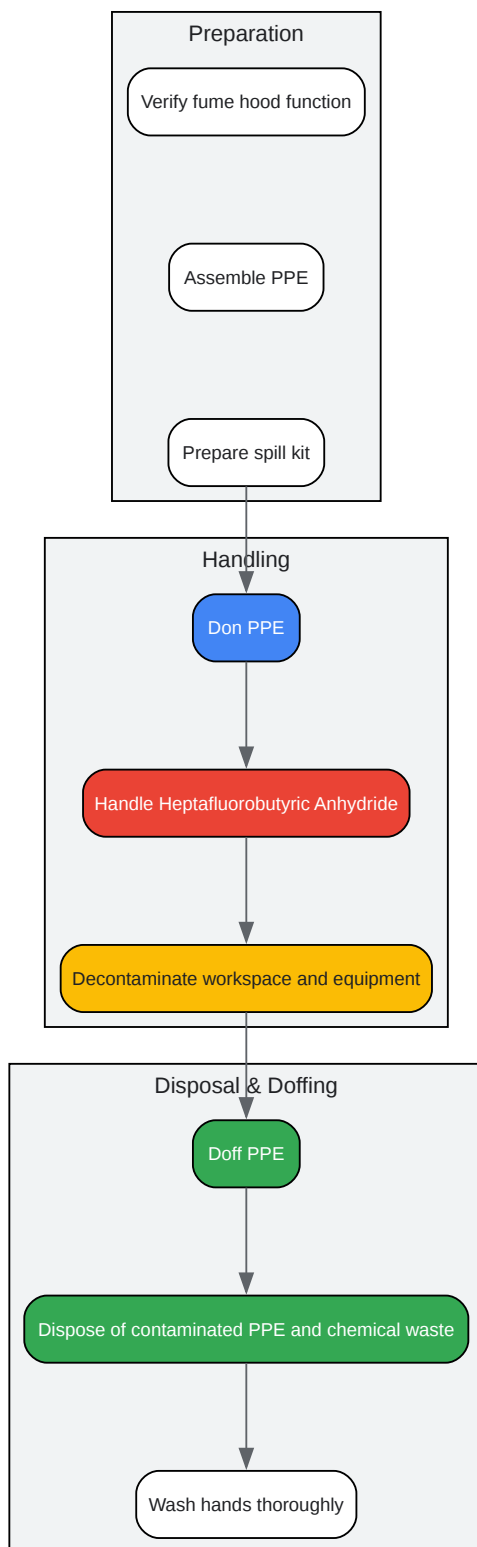 Preparation
Verify fume hood function
Assemble PPE
Prepare spill kit
Handling
Don PPE
Handle Heptafluorobutyric Anhydride
Decontaminate workspace and equipment
Disposal & Doffing
Doff PPE
Dispose of contaminated PPE and chemical waste
Wash hands thoroughly